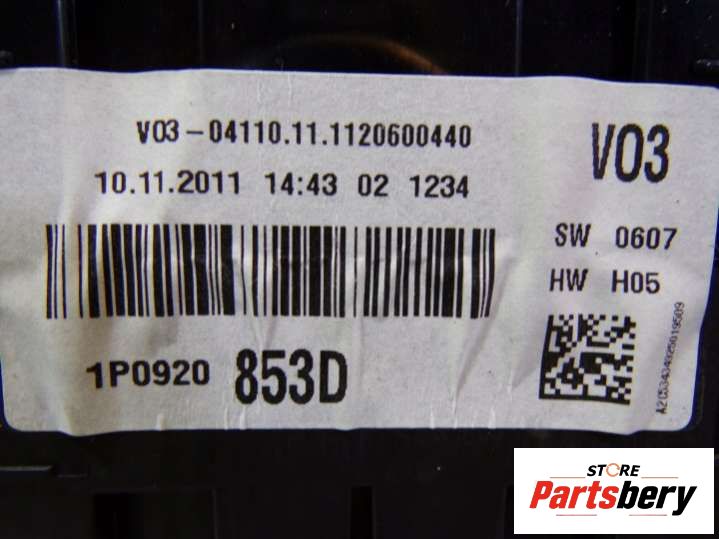 V03-04110.11.1120600440
V03
10.11.2011 14:43 02 1234
SW 0607
HW H05
1P0920 853D
A2C53434925019509
STORE
Partsbery